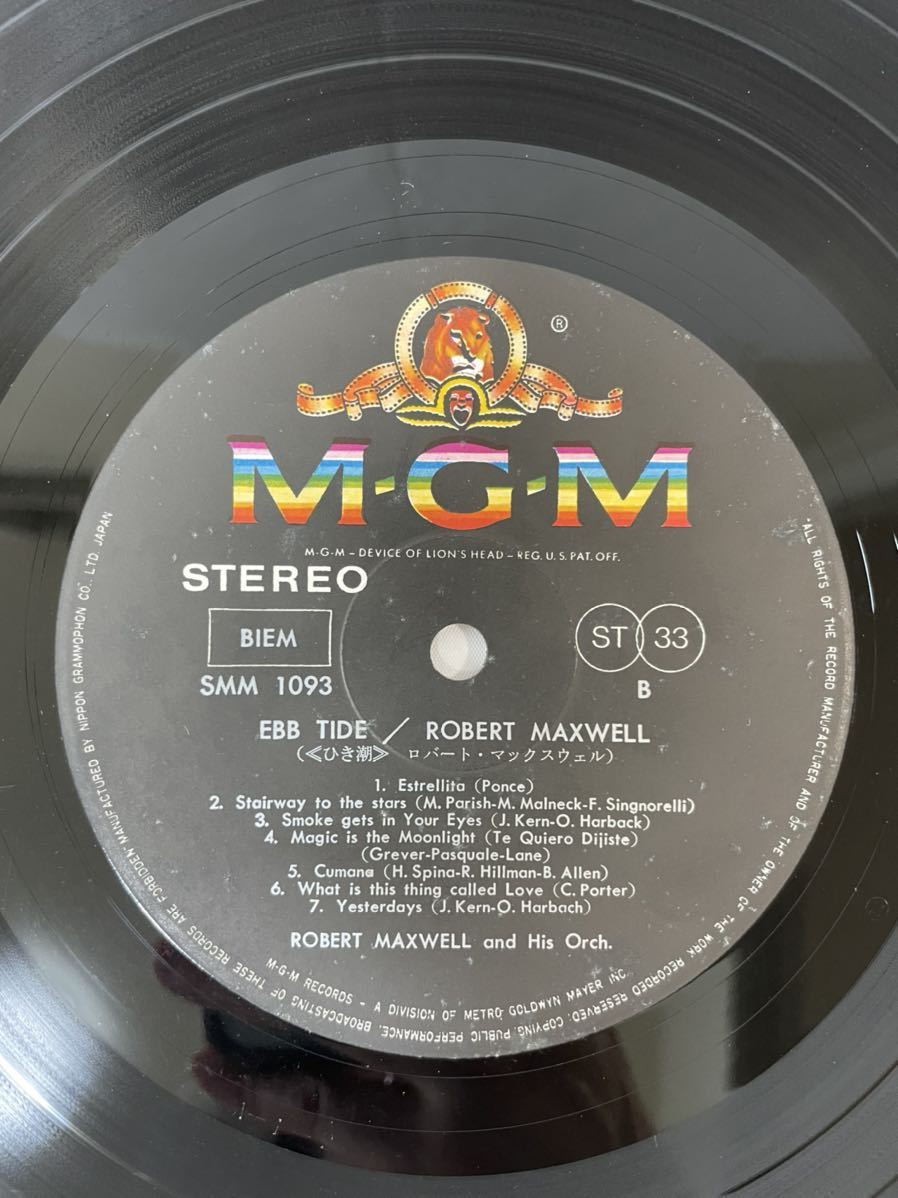 ®
M·G·M
M-G-M – DEVICE OF LION'S HEAD – REG. U. S. PAT. OFF.
STEREO
BIEM
ST 33
SMM 1093
B
EBB TIDE / ROBERT MAXWELL
(≪ひき潮≫ ロバート・マックスウェル)
1. Estrellita (Ponce)
2. Stairway to the stars (M. Parish-M. Malneck-F. Singnorelli)
3. Smoke gets in Your Eyes (J. Kern-O. Harback)
4. Magic is the Moonlight (Te Quiero Dijiste)
(Grever-Pasquale-Lane)
5. Cumana (H. Spina-R. Hillman-B. Allen)
6. What is this thing called Love (C. Porter)
7. Yesterdays (J. Kern-O. Harbach)
ROBERT MAXWELL and His Orch.
M-G-M RECORDS – A DIVISION OF METRO GOLDWYN MAYER INC.
"ALL RIGHTS OF THE RECORD MANUFACTURER AND OF THE OWNER OF THE WORK RECORDED RESERVED. COPYING, PUBLIC PERFORMANCE, BROADCASTING OF THESE RECORDS ARE FORBIDDEN MANUFACTURED BY NIPPON GRAMMOPHON CO., LTD. JAPAN